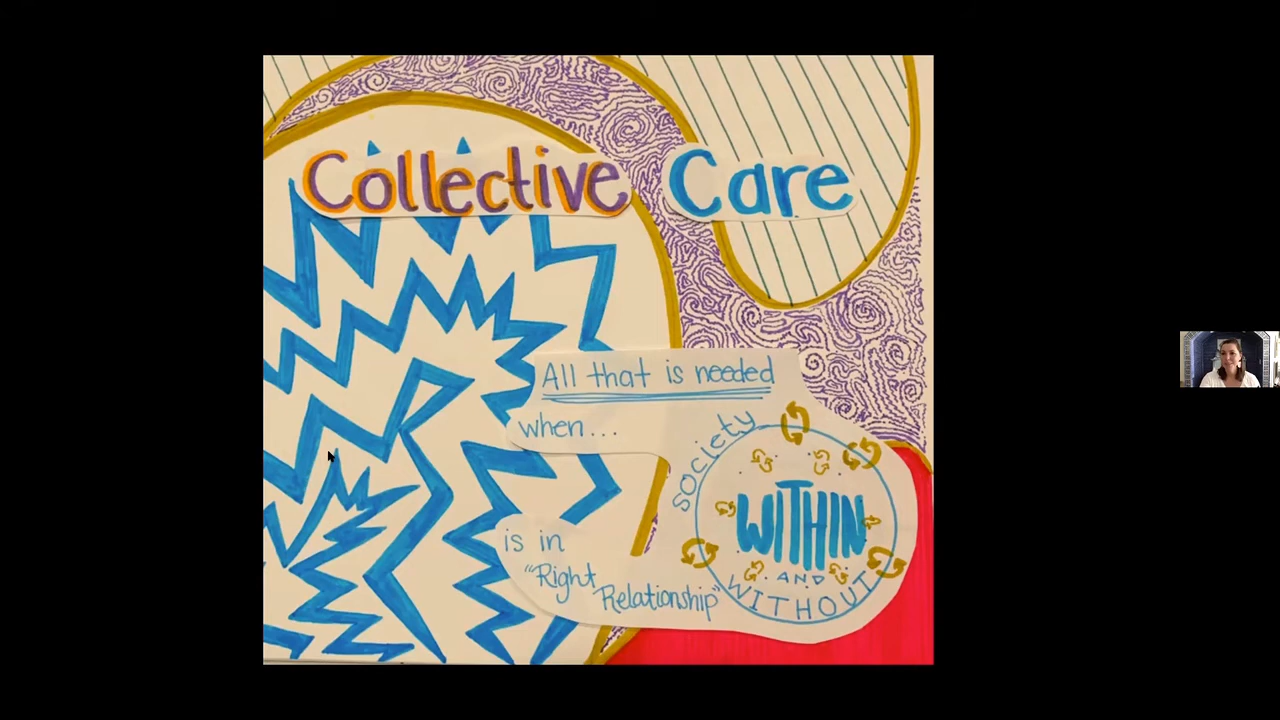 Collective Care
All that is needed
when...
society
WITHIN
AND
WITHOUT
is in
"Right
Relationship"